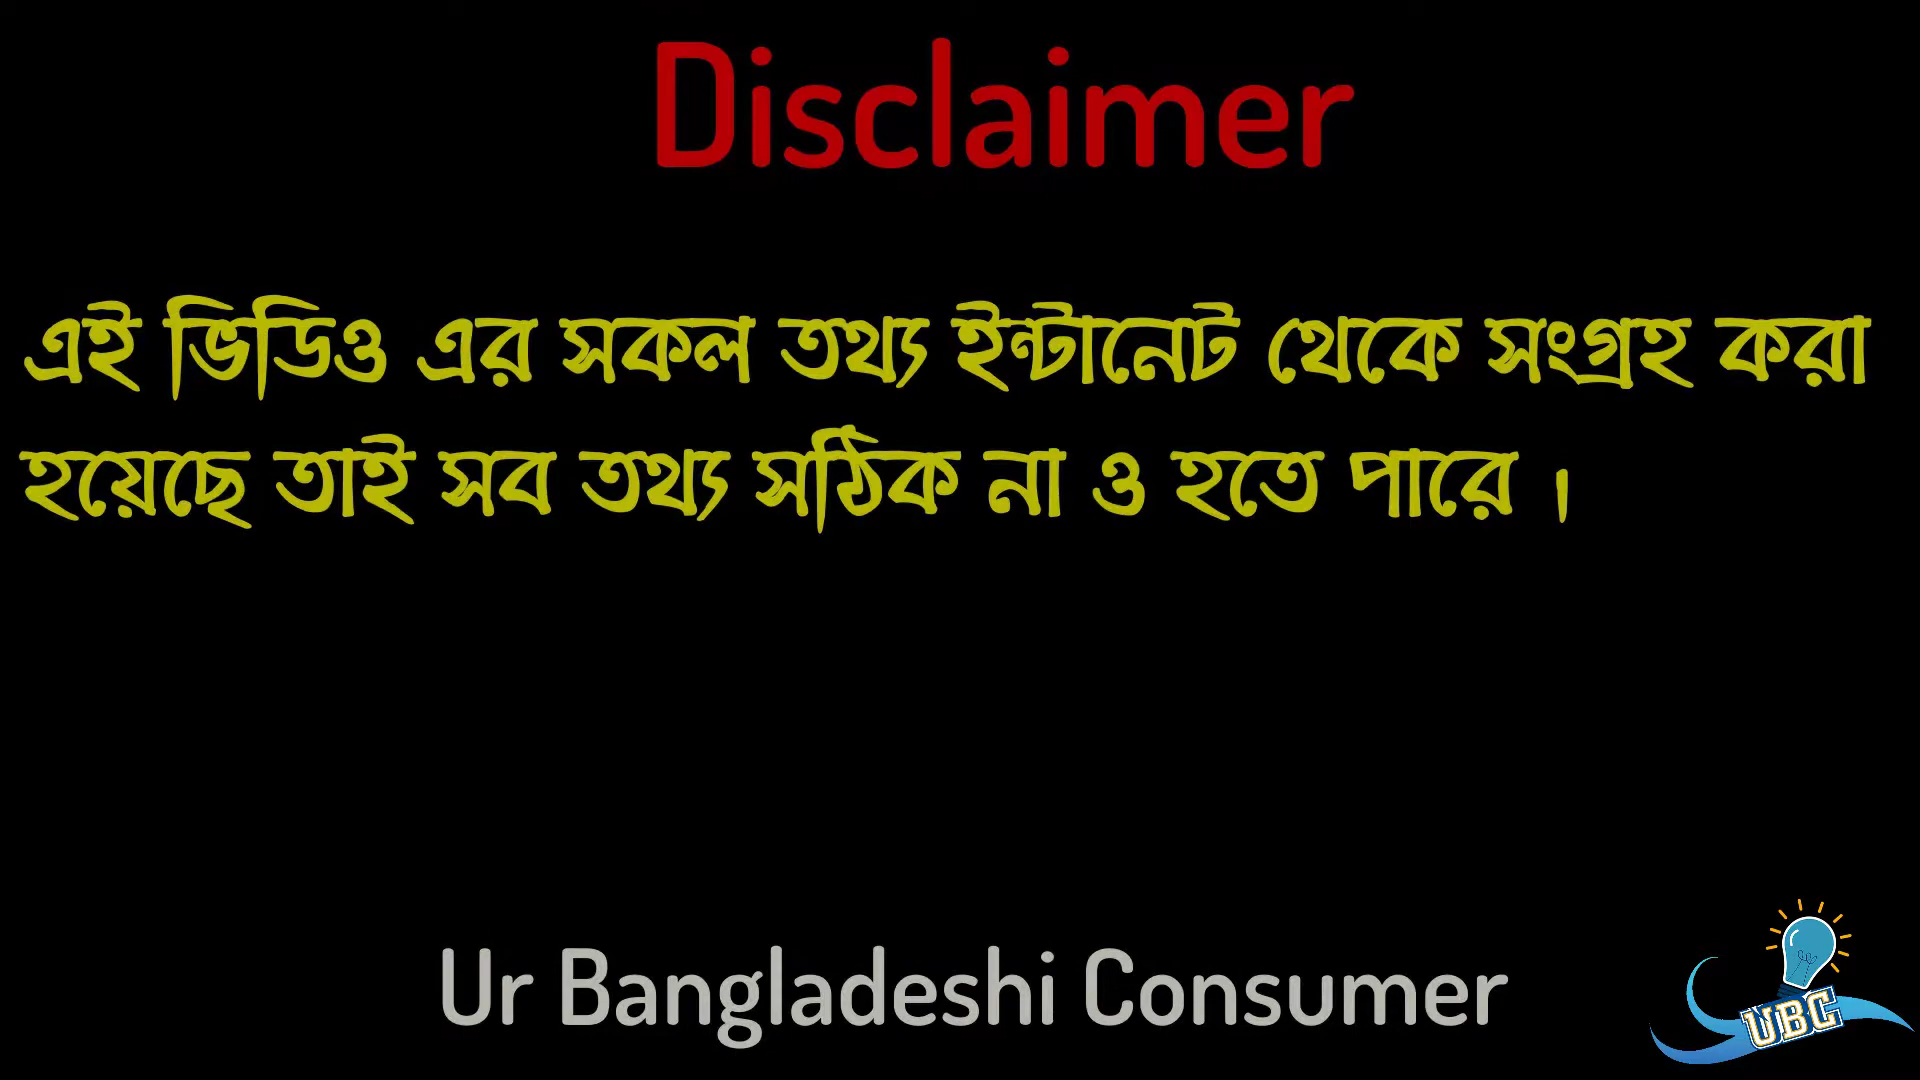 Disclaimer
এই ভিডিও এর সকল তথ্য ইন্টানেট থেকে সংগ্রহ করা
হয়েছে তাই সব তথ্য সঠিক না ও হতে পারে ।
Ur Bangladeshi Consumer
UBC